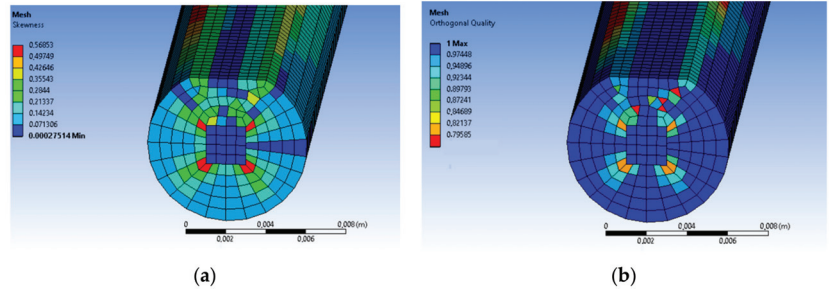 Mesh
Skewness
0.56853
0,49749
0,42646
0,35543
0,2844
0,21337
0,14234
0,071306
0.00027514 Min
0
0,004
0,008 (m)
0,002
0,006
(a)
Mesh
Orthogonal Quality
1 Max
0,97448
0,94896
0,92344
0,89793
0,87241
0,84689
0,82137
0,79585
0
0,004
0,008 (m)
0,002
0,006
(b)